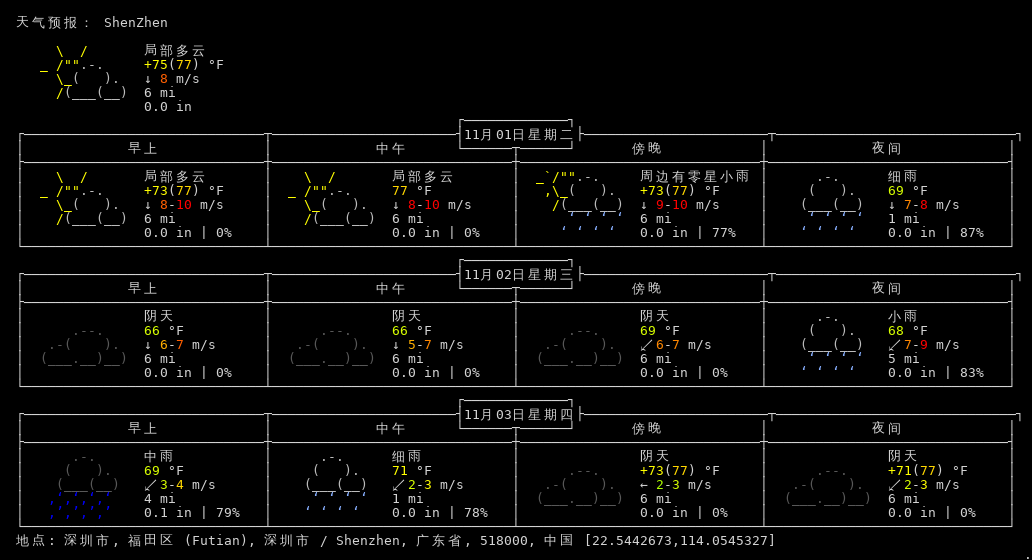 天气预报： ShenZhen
局部多云
+75(77) °F
↓ 8 m/s
6 mi
0.0 in
11月01日星期二
早上 中午 傍晚 夜间
局部多云 局部多云 周边有零星小雨 细雨
+73(77) °F 77 °F +73(77) °F 69 °F
↓ 8-10 m/s ↓ 8-10 m/s ↓ 9-10 m/s ↓ 7-8 m/s
6 mi 6 mi 6 mi 1 mi
0.0 in | 0% 0.0 in | 0% 0.0 in | 77% 0.0 in | 87%
11月02日星期三
早上 中午 傍晚 夜间
阴天 阴天 阴天 小雨
66 °F 66 °F 69 °F 68 °F
↓ 6-7 m/s ↓ 5-7 m/s ↙ 6-7 m/s ↙ 7-9 m/s
6 mi 6 mi 6 mi 5 mi
0.0 in | 0% 0.0 in | 0% 0.0 in | 0% 0.0 in | 83%
11月03日星期四
早上 中午 傍晚 夜间
中雨 细雨 阴天 阴天
69 °F 71 °F +73(77) °F +71(77) °F
↙ 3-4 m/s ↙ 2-3 m/s ← 2-3 m/s ↙ 2-3 m/s
4 mi 1 mi 6 mi 6 mi
0.1 in | 79% 0.0 in | 78% 0.0 in | 0% 0.0 in | 0%
地点: 深圳市, 福田区 (Futian), 深圳市 / Shenzhen, 广东省, 518000, 中国 [22.5442673,114.0545327]